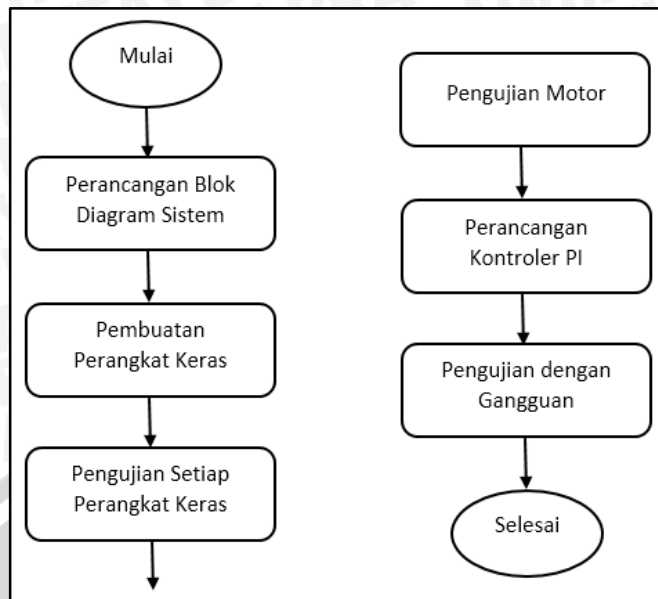 Mulai
Perancangan Blok
Diagram Sistem
Pembuatan
Perangkat Keras
Pengujian Setiap
Perangkat Keras
Pengujian Motor
Perancangan
Kontroler PI
Pengujian dengan
Gangguan
Selesai